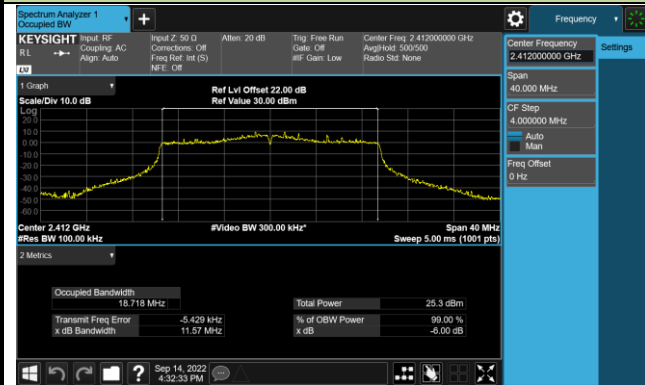 Spectrum Analyzer 1
Occupied BW
+
Frequency
KEYSIGHT
RL
LXI
Input: RF
Coupling: AC
Align: Auto
Input Z: 50 Ω
Corrections: Off
Freq Ref: Int (S)
NFE: Off
Atten: 20 dB
Trig: Free Run
Gate: Off
#IF Gain: Low
Center Freq: 2.412000000 GHz
Avg|Hold: 500/500
Radio Std: None
Center Frequency
2.412000000 GHz
Settings
Span
40.000 MHz
CF Step
4.000000 MHz
Auto
Man
Freq Offset
0 Hz
1 Graph
Scale/Div 10.0 dB
Ref Lvl Offset 22.00 dB
Ref Value 30.00 dBm
Log
20.0
10.0
0.00
-10.0
-20.0
-30.0
-40.0
-50.0
-60.0
Center 2.412 GHz
#Res BW 100.00 kHz
#Video BW 300.00 kHz*
Span 40 MHz
Sweep 5.00 ms (1001 pts)
2 Metrics
Occupied Bandwidth
18.718 MHz
Total Power 25.3 dBm
Transmit Freq Error -5.429 kHz
% of OBW Power 99.00 %
x dB Bandwidth 11.57 MHz
x dB -6.00 dB
?
Sep 14, 2022
4:32:33 PM